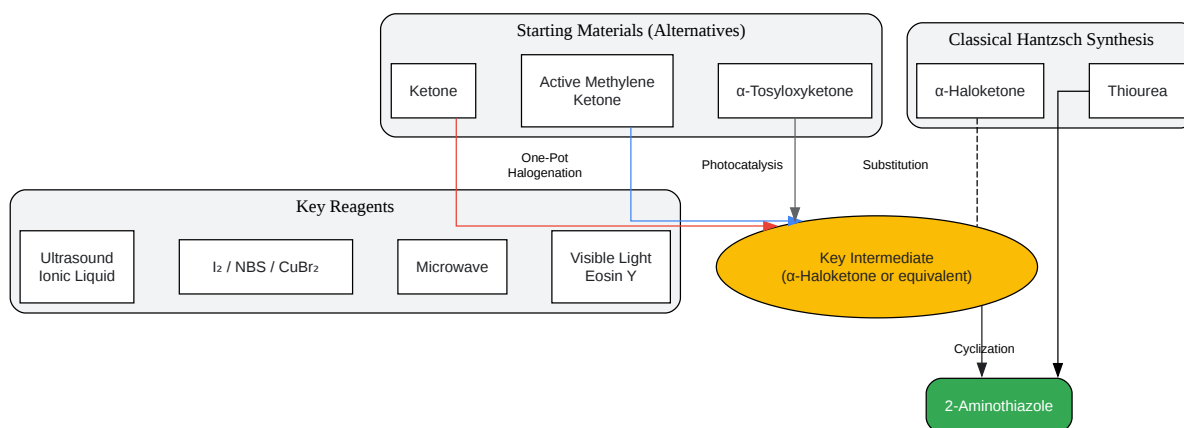 Starting Materials (Alternatives)
Ketone
Active Methylene
Ketone
α-Tosyloxyketone
Classical Hantzsch Synthesis
α-Haloketone
Thiourea
One-Pot
Halogenation
Photocatalysis
Substitution
Key Reagents
Ultrasound
Ionic Liquid
I₂ / NBS / CuBr₂
Microwave
Visible Light
Eosin Y
Key Intermediate
(α-Haloketone or equivalent)
Cyclization
2-Aminothiazole